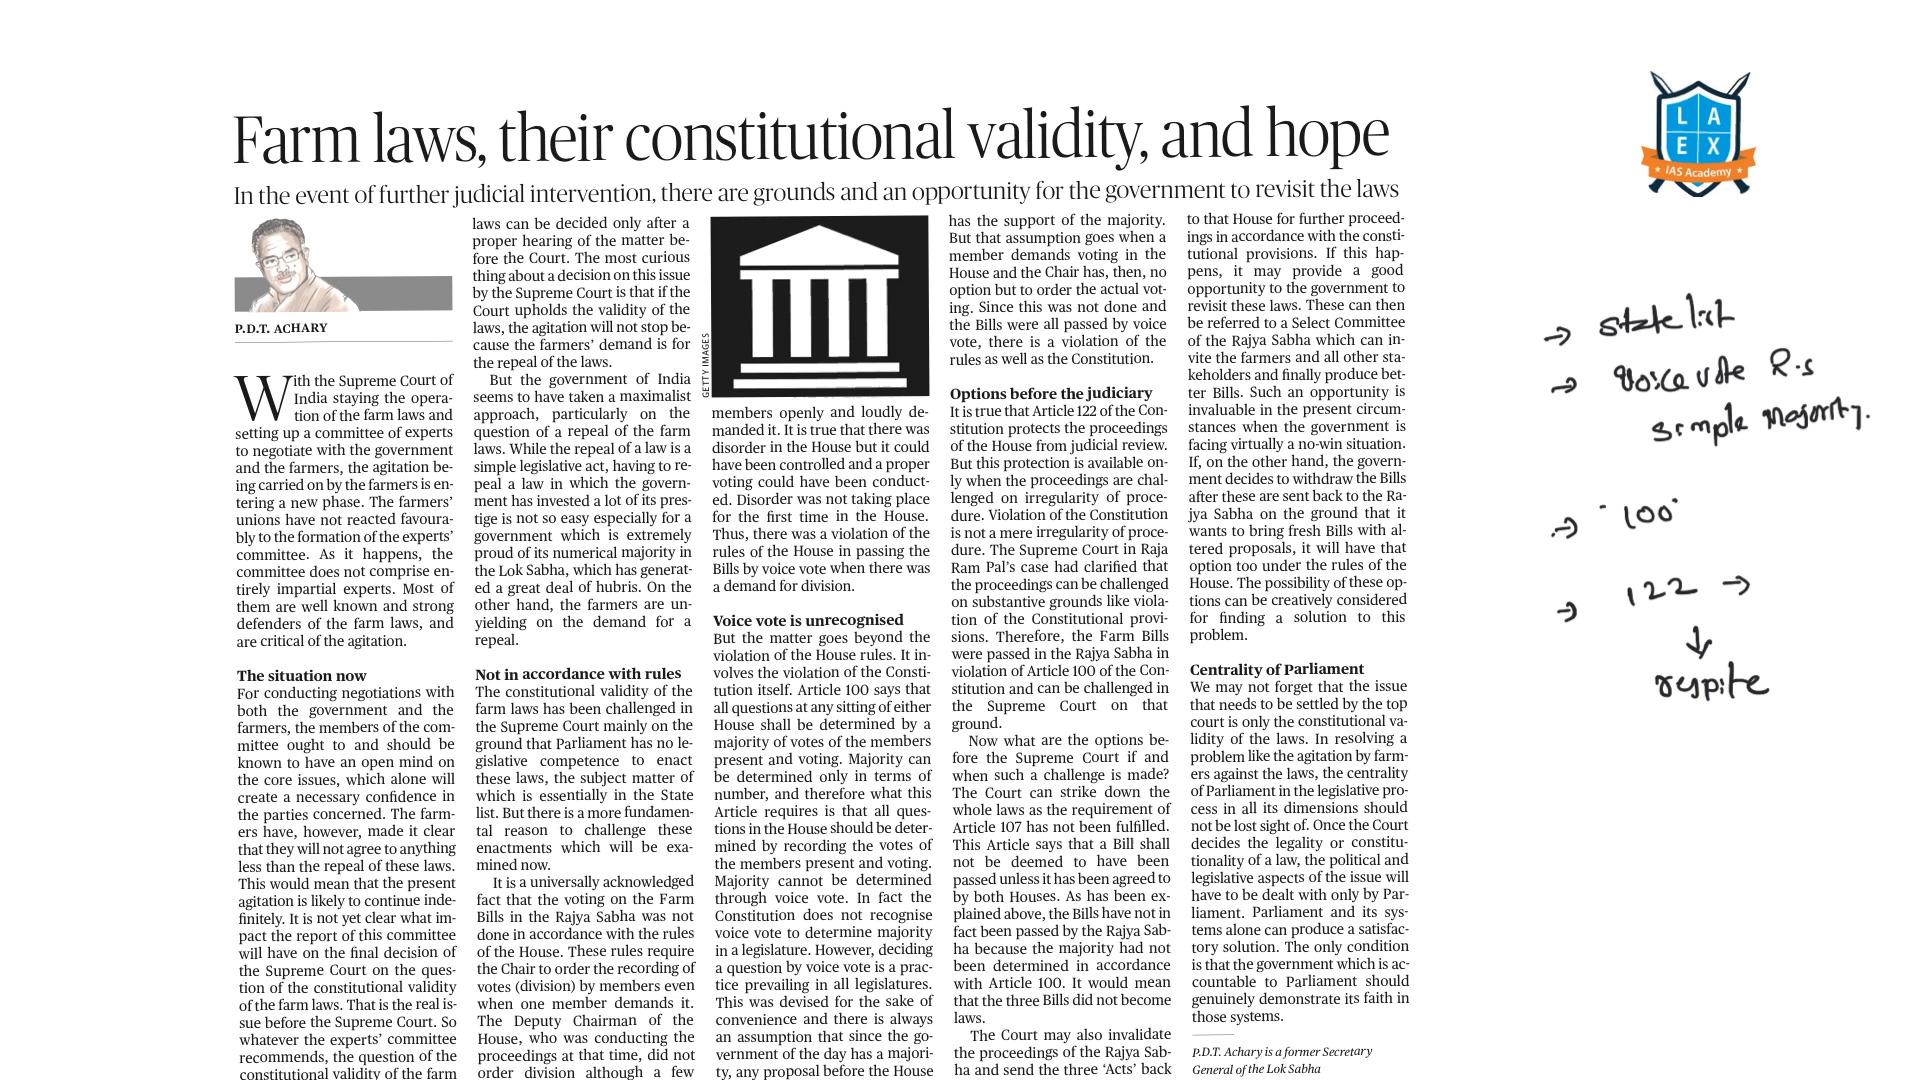 Farm laws, their constitutional validity, and hope
In the event of further judicial intervention, there are grounds and an opportunity for the government to revisit the laws
P.D.T. ACHARY
With the Supreme Court of
India staying the opera-
tion of the farm laws and
setting up a committee of experts
to negotiate with the government
and the farmers, the agitation be-
ing carried on by the farmers is en-
tering a new phase. The farmers’
unions have not reacted favoura-
bly to the formation of the experts’
committee. As it happens, the
committee does not comprise en-
tirely impartial experts. Most of
them are well known and strong
defenders of the farm laws, and
are critical of the agitation.
The situation now
For conducting negotiations with
both the government and the
farmers, the members of the com-
mittee ought to and should be
known to have an open mind on
the core issues, which alone will
create a necessary confidence in
the parties concerned. The farm-
ers have, however, made it clear
that they will not agree to anything
less than the repeal of these laws.
This would mean that the present
agitation is likely to continue inde-
finitely. It is not yet clear what im-
pact the report of this committee
will have on the final decision of
the Supreme Court on the ques-
tion of the constitutional validity
of the farm laws. That is the real is-
sue before the Supreme Court. So
whatever the experts’ committee
recommends, the question of the
constitutional validity of the farm
laws can be decided only after a
proper hearing of the matter be-
fore the Court. The most curious
thing about a decision on this issue
by the Supreme Court is that if the
Court upholds the validity of the
laws, the agitation will not stop be-
cause the farmers’ demand is for
the repeal of the laws.
But the government of India
seems to have taken a maximalist
approach, particularly on the
question of a repeal of the farm
laws. While the repeal of a law is a
simple legislative act, having to re-
peal a law in which the govern-
ment has invested a lot of its pres-
tige is not so easy especially for a
government which is extremely
proud of its numerical majority in
the Lok Sabha, which has generat-
ed a great deal of hubris. On the
other hand, the farmers are un-
yielding on the demand for a
repeal.
Not in accordance with rules
The constitutional validity of the
farm laws has been challenged in
the Supreme Court mainly on the
ground that Parliament has no le-
gislative competence to enact
these laws, the subject matter of
which is essentially in the State
list. But there is a more fundamen-
tal reason to challenge these
enactments which will be exa-
mined now.
It is a universally acknowledged
fact that the voting on the Farm
Bills in the Rajya Sabha was not
done in accordance with the rules
of the House. These rules require
the Chair to order the recording of
votes (division) by members even
when one member demands it.
The Deputy Chairman of the
House, who was conducting the
proceedings at that time, did not
order division although a few
GETTY IMAGES
members openly and loudly de-
manded it. It is true that there was
disorder in the House but it could
have been controlled and a proper
voting could have been conduct-
ed. Disorder was not taking place
for the first time in the House.
Thus, there was a violation of the
rules of the House in passing the
Bills by voice vote when there was
a demand for division.
Voice vote is unrecognised
But the matter goes beyond the
violation of the House rules. It in-
volves the violation of the Consti-
tution itself. Article 100 says that
all questions at any sitting of either
House shall be determined by a
majority of votes of the members
present and voting. Majority can
be determined only in terms of
number, and therefore what this
Article requires is that all ques-
tions in the House should be deter-
mined by recording the votes of
the members present and voting.
Majority cannot be determined
through voice vote. In fact the
Constitution does not recognise
voice vote to determine majority
in a legislature. However, deciding
a question by voice vote is a prac-
tice prevailing in all legislatures.
This was devised for the sake of
convenience and there is always
an assumption that since the go-
vernment of the day has a majori-
ty, any proposal before the House
has the support of the majority.
But that assumption goes when a
member demands voting in the
House and the Chair has, then, no
option but to order the actual vot-
ing. Since this was not done and
the Bills were all passed by voice
vote, there is a violation of the
rules as well as the Constitution.
Options before the judiciary
It is true that Article 122 of the Con-
stitution protects the proceedings
of the House from judicial review.
But this protection is available on-
ly when the proceedings are chal-
lenged on irregularity of proce-
dure. Violation of the Constitution
is not a mere irregularity of proce-
dure. The Supreme Court in Raja
Ram Pal’s case had clarified that
the proceedings can be challenged
on substantive grounds like viola-
tion of the Constitutional provi-
sions. Therefore, the Farm Bills
were passed in the Rajya Sabha in
violation of Article 100 of the Con-
stitution and can be challenged in
the Supreme Court on that
ground.
Now what are the options be-
fore the Supreme Court if and
when such a challenge is made?
The Court can strike down the
whole laws as the requirement of
Article 107 has not been fulfilled.
This Article says that a Bill shall
not be deemed to have been
passed unless it has been agreed to
by both Houses. As has been ex-
plained above, the Bills have not in
fact been passed by the Rajya Sab-
ha because the majority had not
been determined in accordance
with Article 100. It would mean
that the three Bills did not become
laws.
The Court may also invalidate
the proceedings of the Rajya Sab-
ha and send the three ‘Acts’ back
to that House for further proceed-
ings in accordance with the consti-
tutional provisions. If this hap-
pens, it may provide a good
opportunity to the government to
revisit these laws. These can then
be referred to a Select Committee
of the Rajya Sabha which can in-
vite the farmers and all other sta-
keholders and finally produce bet-
ter Bills. Such an opportunity is
invaluable in the present circum-
stances when the government is
facing virtually a no-win situation.
If, on the other hand, the govern-
ment decides to withdraw the Bills
after these are sent back to the Ra-
jya Sabha on the ground that it
wants to bring fresh Bills with al-
tered proposals, it will have that
option too under the rules of the
House. The possibility of these op-
tions can be creatively considered
for finding a solution to this
problem.
Centrality of Parliament
We may not forget that the issue
that needs to be settled by the top
court is only the constitutional va-
lidity of the laws. In resolving a
problem like the agitation by farm-
ers against the laws, the centrality
of Parliament in the legislative pro-
cess in all its dimensions should
not be lost sight of. Once the Court
decides the legality or constitu-
tionality of a law, the political and
legislative aspects of the issue will
have to be dealt with only by Par-
liament. Parliament and its sys-
tems alone can produce a satisfac-
tory solution. The only condition
is that the government which is ac-
countable to Parliament should
genuinely demonstrate its faith in
those systems.
P.D.T. Achary is a former Secretary
General of the Lok Sabha
L A
E X
IAS Academy
→ state list
→ Voice vote R.s
simple Majority.
→ 100
→ 122 →
↓
respite